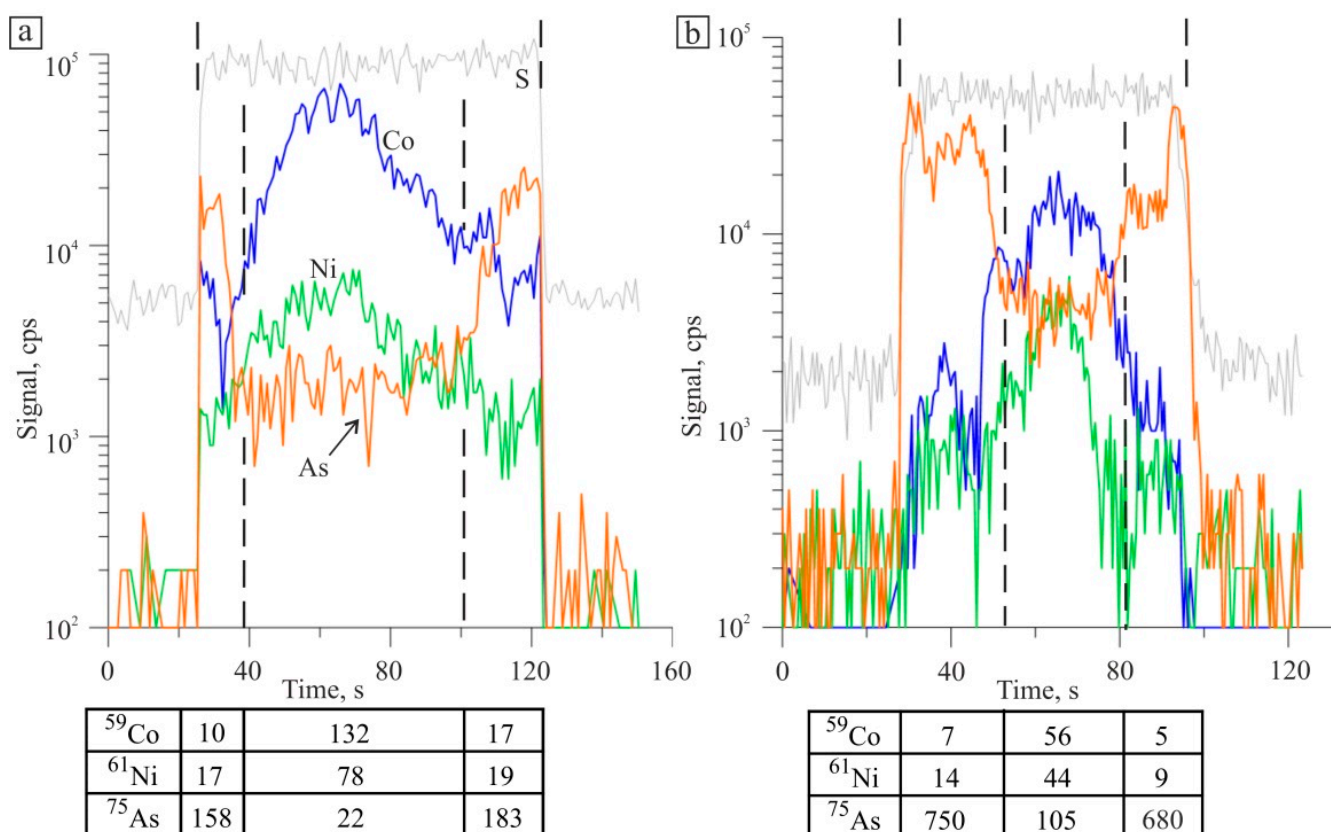 a
10⁵
10⁴
10³
10²
Signal, cps
S
Co
Ni
As
0 40 80 120 160
Time, s
⁵⁹Co 10 132 17
⁶¹Ni 17 78 19
⁷⁵As 158 22 183
b
10⁵
10⁴
10³
10²
Signal, cps
0 40 80 120
Time, s
⁵⁹Co 7 56 5
⁶¹Ni 14 44 9
⁷⁵As 750 105 680